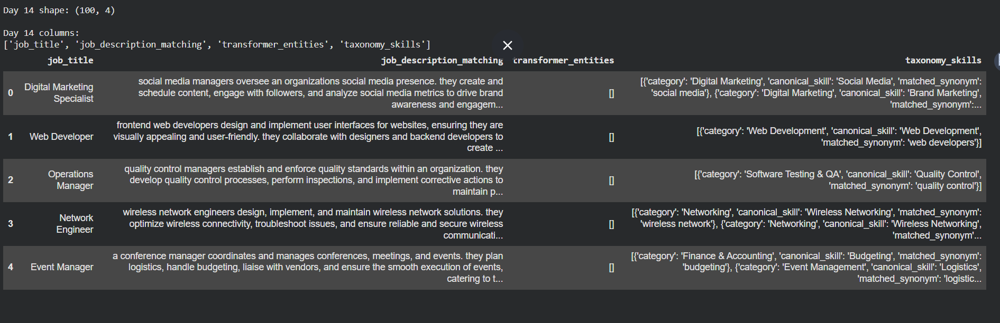 Day 14 shape: (100, 4)
Day 14 columns:
['job_title', 'job_description_matching', 'transformer_entities', 'taxonomy_skills']
job_title job_description_matching transformer_entities taxonomy_skills
0 Digital Marketing Specialist social media managers oversee an organizations social media presence. they create and
schedule content, engage with followers, and analyze social media metrics to drive brand
awareness and engagem... [] [{'category': 'Digital Marketing', 'canonical_skill': 'Social Media', 'matched_synonym':
'social media'}, {'category': 'Digital Marketing', 'canonical_skill': 'Brand Marketing',
'matched_synonym':...
1 Web Developer frontend web developers design and implement user interfaces for websites, ensuring they are
visually appealing and user-friendly. they collaborate with designers and backend developers to
create ... [] [{'category': 'Web Development', 'canonical_skill': 'Web Development',
'matched_synonym': 'web developers'}]
2 Operations Manager quality control managers establish and enforce quality standards within an organization. they
develop quality control processes, perform inspections, and implement corrective actions to
maintain p... [] [{'category': 'Software Testing & QA', 'canonical_skill': 'Quality Control',
'matched_synonym': 'quality control'}]
3 Network Engineer wireless network engineers design, implement, and maintain wireless network solutions. they
optimize wireless connectivity, troubleshoot issues, and ensure reliable and secure wireless
communicati... [] [{'category': 'Networking', 'canonical_skill': 'Wireless Networking', 'matched_synonym':
'wireless network'}, {'category': 'Networking', 'canonical_skill': 'Wireless Networking',
'matched_synonym'...
4 Event Manager a conference manager coordinates and manages conferences, meetings, and events. they plan
logistics, handle budgeting, liaise with vendors, and ensure the smooth execution of events,
catering to t... [] [{'category': 'Finance & Accounting', 'canonical_skill': 'Budgeting', 'matched_synonym':
'budgeting'}, {'category': 'Event Management', 'canonical_skill': 'Logistics',
'matched_synonym': 'logistic...